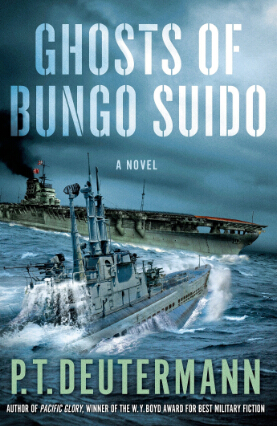 GHOSTS OF
BUNGO SUIDO
A NOVEL
P.T. DEUTERMANN
AUTHOR OF PACIFIC GLORY, WINNER OF THE W.Y.BOYD AWARD FOR BEST MILITARY FICTION